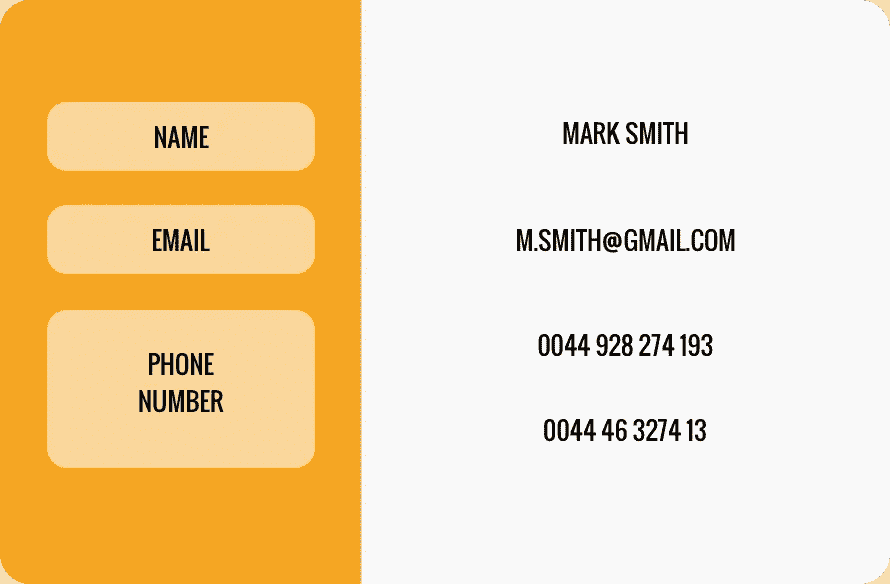 NAME
MARK SMITH
EMAIL
M.SMITH@GMAIL.COM
PHONE
NUMBER
0044 928 274 193
0044 46 3274 13